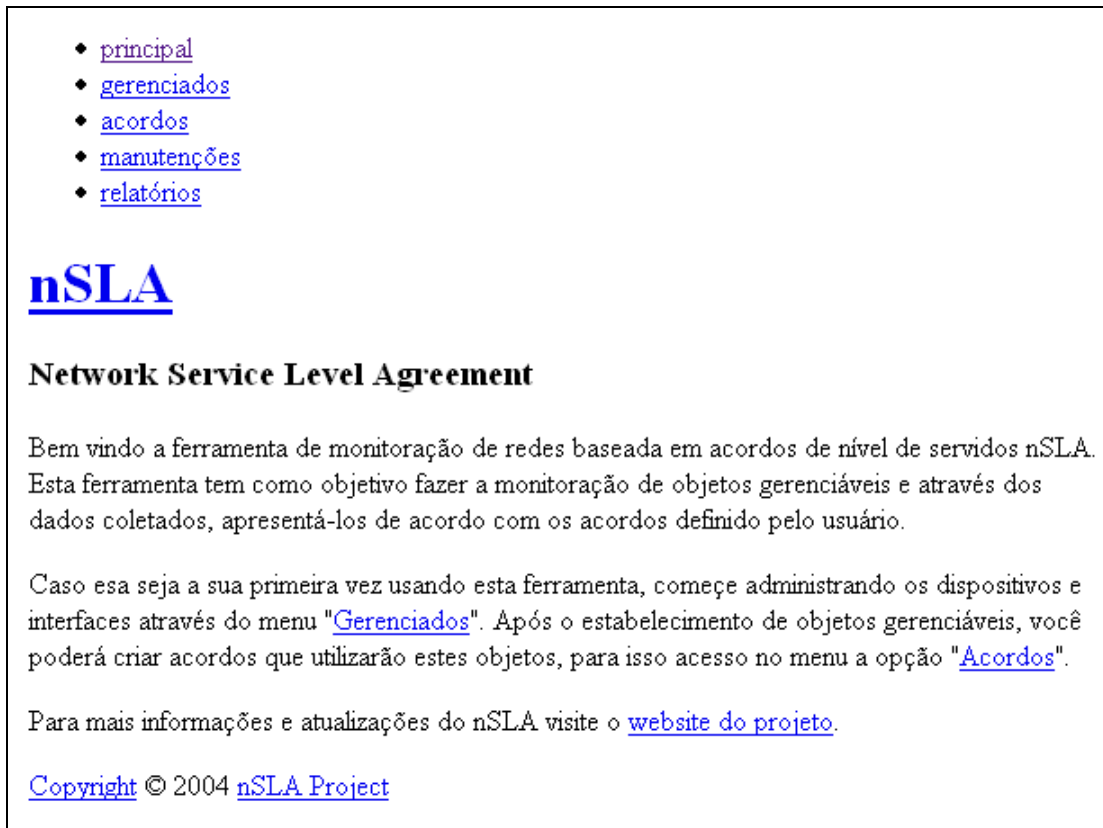 principal
gerenciados
acordos
manutenções
relatórios
nSLA
Network Service Level Agreement
Bem vindo a ferramenta de monitoração de redes baseada em acordos de nível de servidos nSLA.
Esta ferramenta tem como objetivo fazer a monitoração de objetos gerenciáveis e através dos
dados coletados, apresentá-los de acordo com os acordos definido pelo usuário.
Caso esa seja a sua primeira vez usando esta ferramenta, começe administrando os dispositivos e
interfaces através do menu "Gerenciados". Após o estabelecimento de objetos gerenciáveis, você
poderá criar acordos que utilizarão estes objetos, para isso acesso no menu a opção "Acordos".
Para mais informações e atualizações do nSLA visite o website do projeto.
Copyright © 2004 nSLA Project